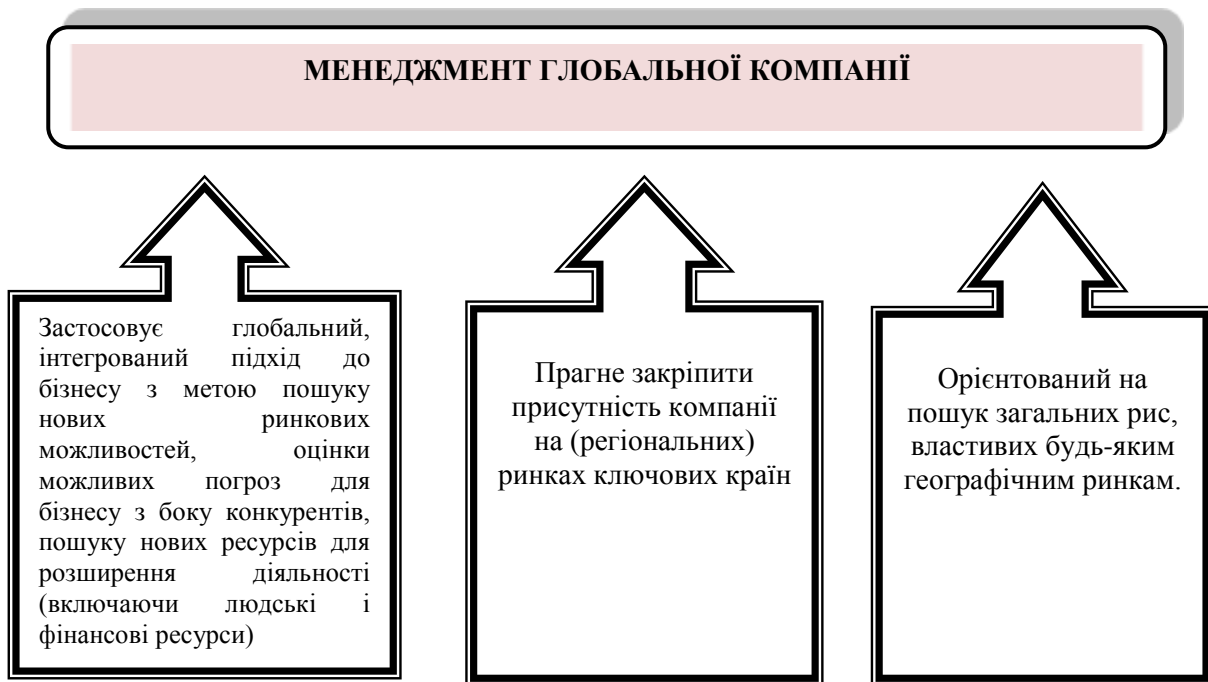 МЕНЕДЖМЕНТ ГЛОБАЛЬНОЇ КОМПАНІЇ
Застосовує глобальний,
інтегрований підхід до
бізнесу з метою пошуку
нових ринкових
можливостей, оцінки
можливих погроз для
бізнесу з боку конкурентів,
пошуку нових ресурсів для
розширення діяльності
(включаючи людські і
фінансові ресурси)
Прагне закріпити
присутність компанії
на (регіональних)
ринках ключових країн
Орієнтований на
пошук загальних рис,
властивих будь-яким
географічним ринкам.